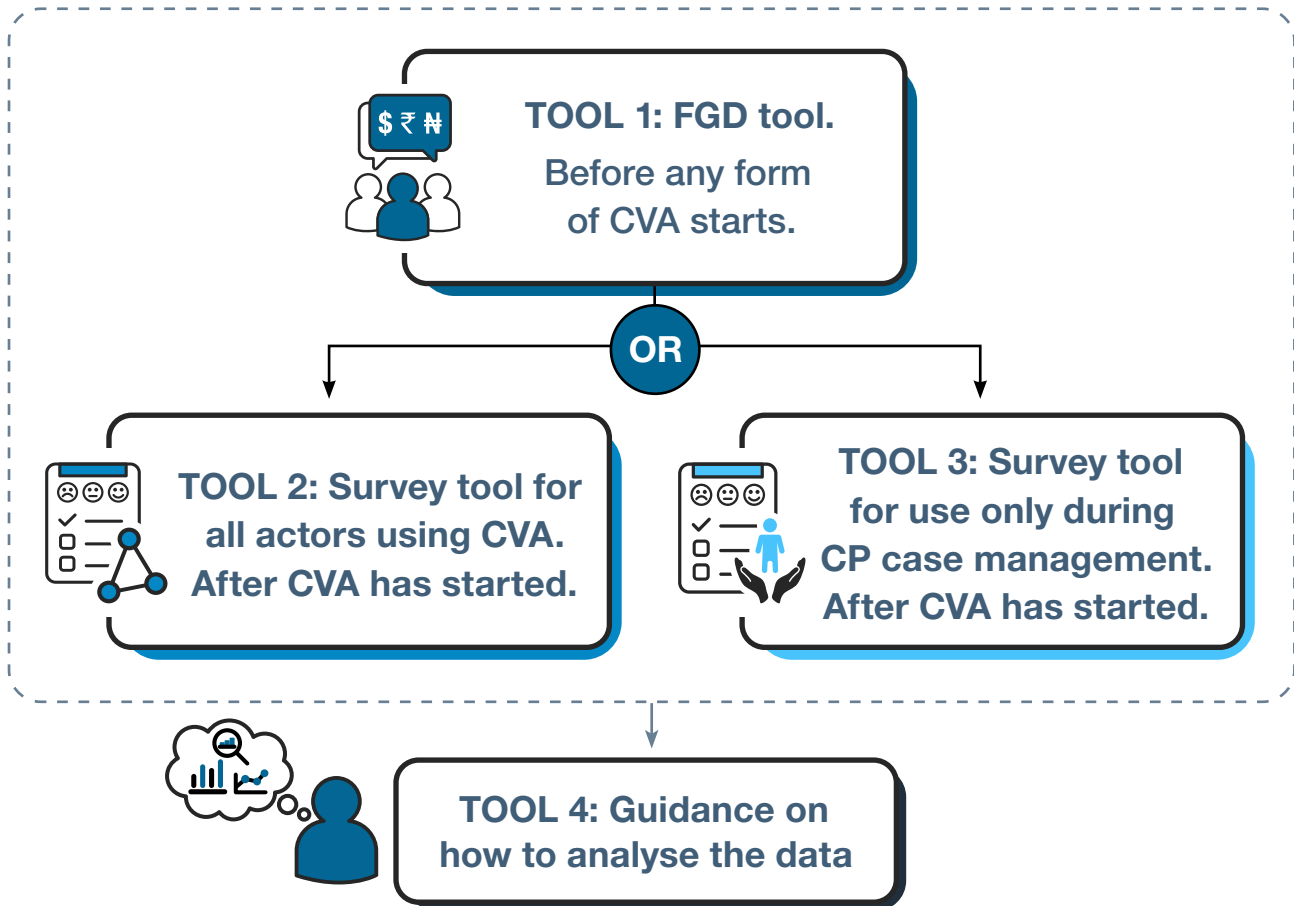 $ ₹ ₦
TOOL 1: FGD tool.
Before any form
of CVA starts.
OR
TOOL 2: Survey tool for
all actors using CVA.
After CVA has started.
TOOL 3: Survey tool
for use only during
CP case management.
After CVA has started.
TOOL 4: Guidance on
how to analyse the data